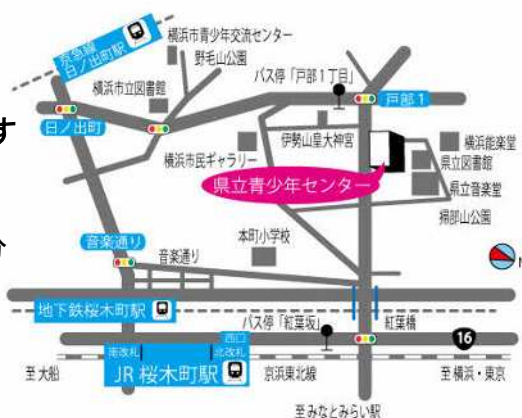 京急線
日ノ出町駅
横浜市青少年交流センター
野毛山公園
横浜市立図書館
バス停「戸部1丁目」
戸部1
日ノ出町
す
伊勢山皇大神宮
横浜能楽堂
横浜市民ギャラリー
県立図書館
県立青少年センター
県立音楽堂
掃部山公園
音楽通り
音楽通り
本町小学校
N
地下鉄桜木町駅
バス停「紅葉坂」
紅葉橋
西口
南改札
北改札
16
至 大船
JR 桜木町駅
京浜東北線
至 横浜・東京
至 みなとみらい駅